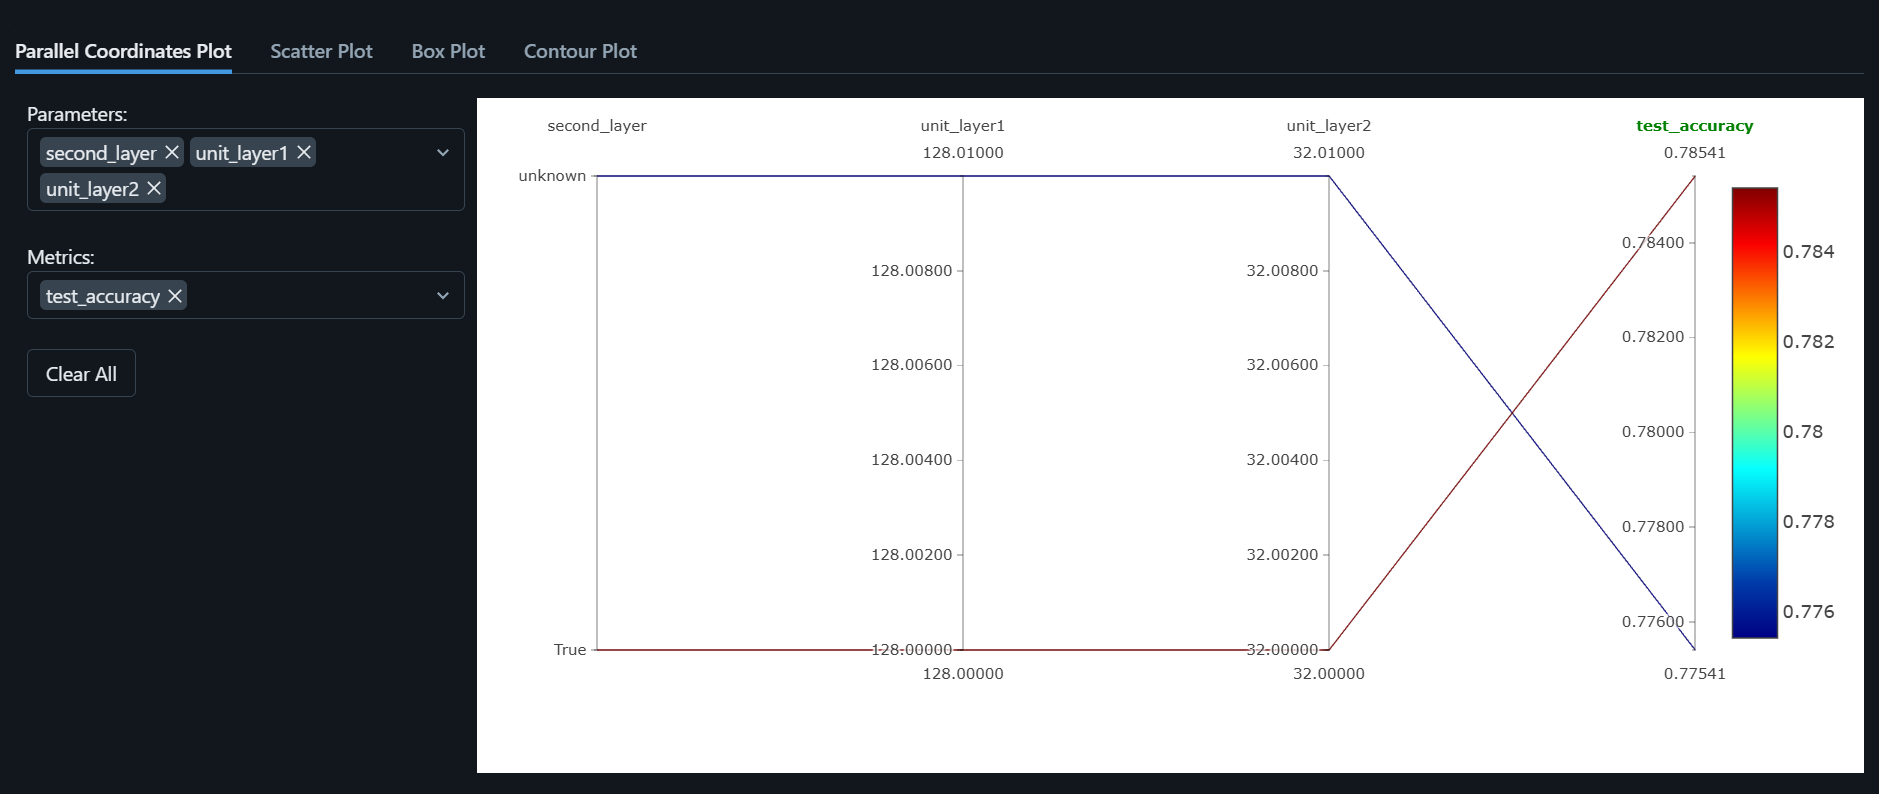 Parallel Coordinates Plot Scatter Plot Box Plot Contour Plot
Parameters:
second_layer unit_layer1
unit_layer2
Metrics:
test_accuracy
Clear All
second_layer unit_layer1 unit_layer2 test_accuracy
128.01000 32.01000 0.78541
unknown
0.78400 0.784
128.00800 32.00800
0.78200 0.782
128.00600 32.00600
0.78000 0.78
128.00400 32.00400
0.77800 0.778
128.00200 32.00200
0.77600 0.776
True 128.00000 32.00000
128.00000 32.00000 0.77541